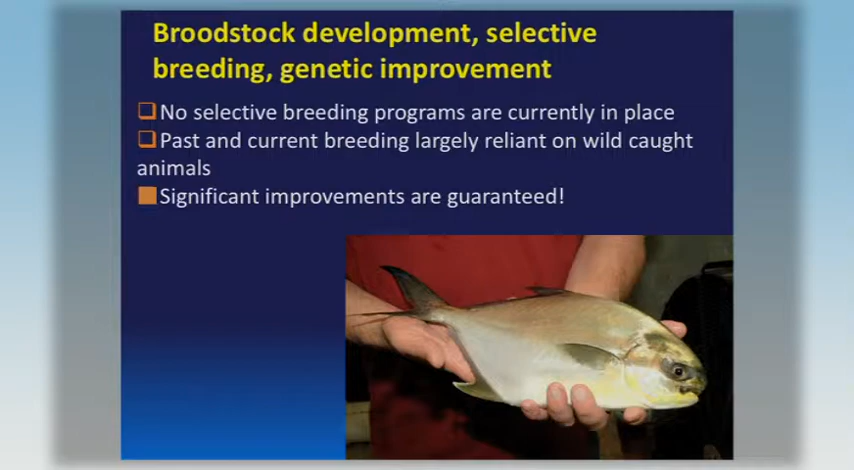 Broodstock development, selective
breeding, genetic improvement
No selective breeding programs are currently in place
Past and current breeding largely reliant on wild caught
animals
Significant improvements are guaranteed!